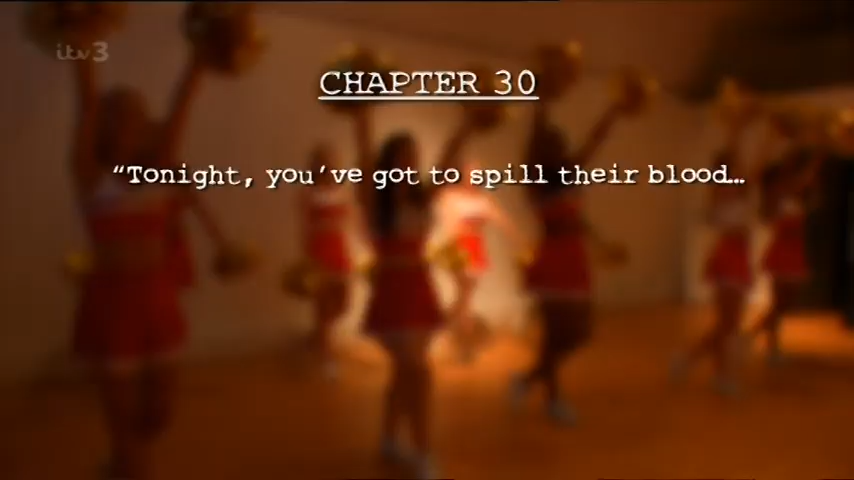 itv3
CHAPTER 30
“Tonight, you've got to spill their blood…